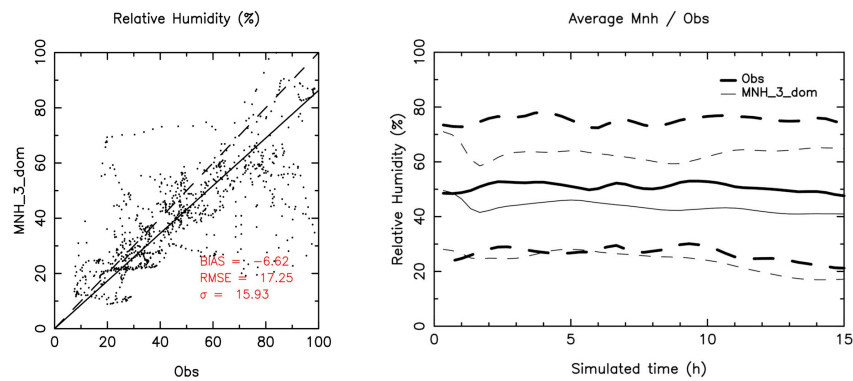 Relative Humidity (%)
MNH_3_dom
100
80
60
40
20
0
BIAS = -6.62
RMSE = 17.25
σ = 15.93
0 20 40 60 80 100
Obs
Average Mnh / Obs
Relative Humidity (%)
100
80
60
40
20
0
Obs
MNH_3_dom
0 5 10 15
Simulated time (h)